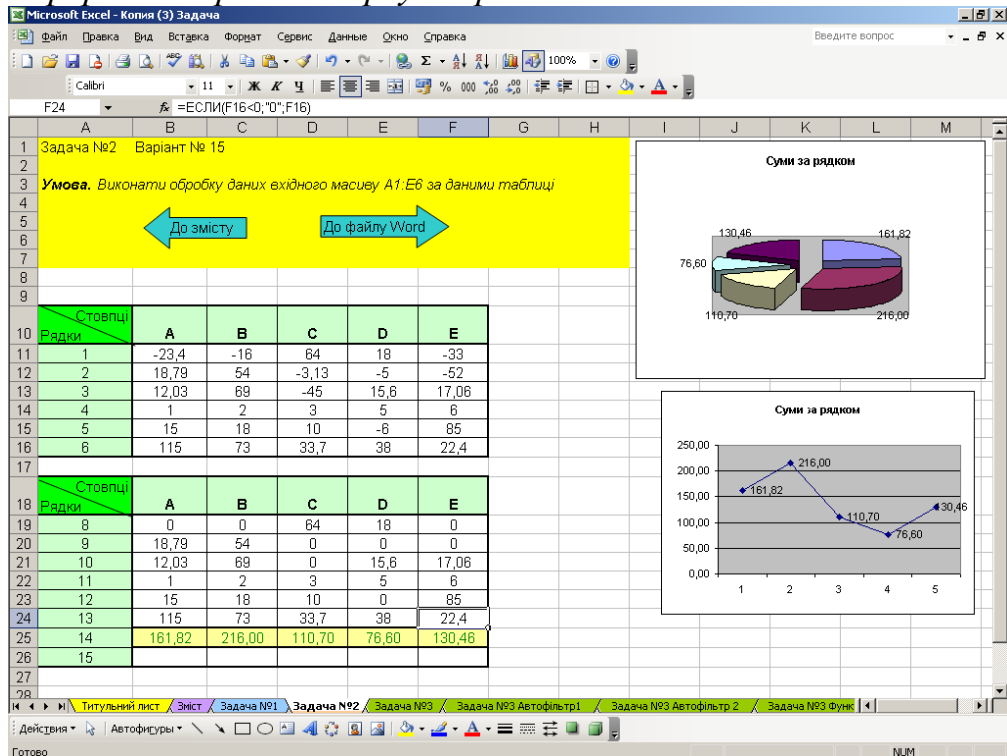 Microsoft Excel - Копия (3) Задача
Файл Правка Вид Вставка Формат Сервис Данные Окно Справка Введите вопрос
100%
Calibri 11 Ж К Ч % 000
F24 fx =ЕСЛИ(F16<0;"0";F16)
A B C D E F G H I J K L M
1 Задача №2 Варіант № 15
2
3 Умова. Виконати обробку даних вхідного масиву A1:E6 за даними таблиці
4
5 До змісту До файлу Word
6
7
8
9
Стовпці
10 Рядки A B C D E
11 1 -23,4 -16 64 18 -33
12 2 18,79 54 -3,13 -5 -52
13 3 12,03 69 -45 15,6 17,06
14 4 1 2 3 5 6
15 5 15 18 10 -6 85
16 6 115 73 33,7 38 22,4
17
Стовпці
18 Рядки A B C D E
19 8 0 0 64 18 0
20 9 18,79 54 0 0 0
21 10 12,03 69 0 15,6 17,06
22 11 1 2 3 5 6
23 12 15 18 10 0 85
24 13 115 73 33,7 38 22,4
25 14 161,82 216,00 110,70 76,60 130,46
26 15
27
28
Суми за рядком
130,46 161,82
76,60
110,70 216,00
Суми за рядком
250,00
200,00
150,00
100,00
50,00
0,00
161,82
216,00
110,70
76,60
130,46
1 2 3 4 5
Титульний лист Зміст Задача №1 Задача №2 Задача №3 Задача №3 Автофільтр1 Задача №3 Автофільтр 2 Задача №3 Функ
Действия Автофигуры
Готово NUM